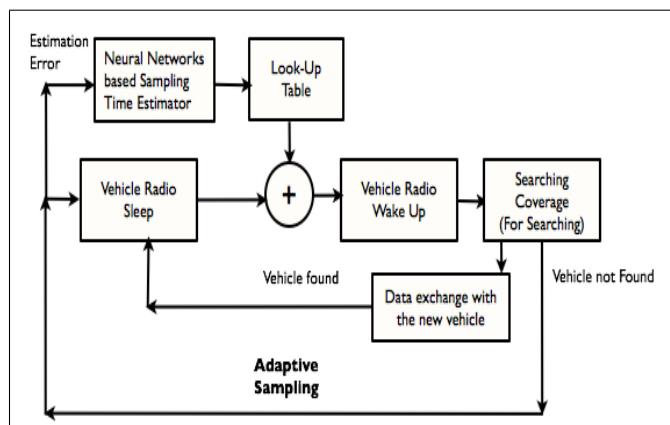 Estimation
Error
Neural Networks
based Sampling
Time Estimator
Look-Up
Table
Vehicle Radio
Sleep
+
Vehicle Radio
Wake Up
Searching
Coverage
(For Searching)
Vehicle found
Data exchange with
the new vehicle
Vehicle not Found
Adaptive
Sampling